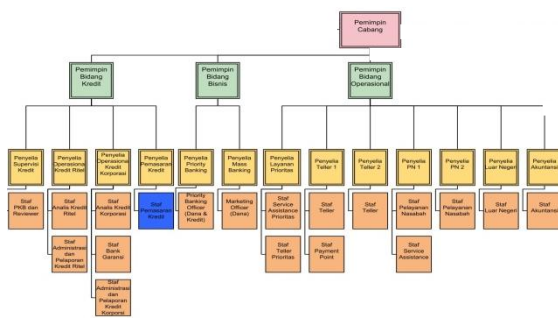 Pemimpin
Cabang
Pemimpin
Bidang
Kredit
Pemimpin
Bidang
Bisnis
Pemimpin
Bidang
Operasional
Penyelia
Supervisi
Kredit
Penyelia
Operasional
Kredit Ritel
Penyelia
Operasional
Kredit
Korporasi
Penyelia
Pemasaran
Kredit
Penyelia
Priority
Banking
Penyelia
Mass
Banking
Penyelia
Layanan
Prioritas
Penyelia
Teller 1
Penyelia
Teller 2
Penyelia
PN 1
Penyelia
PN 2
Penyelia
Luar Negeri
Penyelia
Akuntansi
Staf
PKB dan
Reviewer
Staf
Analis Kredit
Ritel
Staf
Analis Kredit
Korporasi
Staf
Pemasaran
Kredit
Priority
Banking
Officer
(Dana &
Kredit)
Marketing
Officer
(Dana)
Staf
Service
Assistence
Prioritas
Staf
Teller
Staf
Teller
Staf
Pelayanan
Nasabah
Staf
Pelayanan
Nasabah
Staf
Luar Negeri
Staf
Akuntansi
Staf
Administrasi
dan
Pelaporan
Kredit Ritel
Staf
Bank
Garansi
Staf
Teller
Prioritas
Staf
Payment
Point
Staf
Service
Assistance
Staf
Administrasi
dan
Pelaporan
Kredit
Korporsi